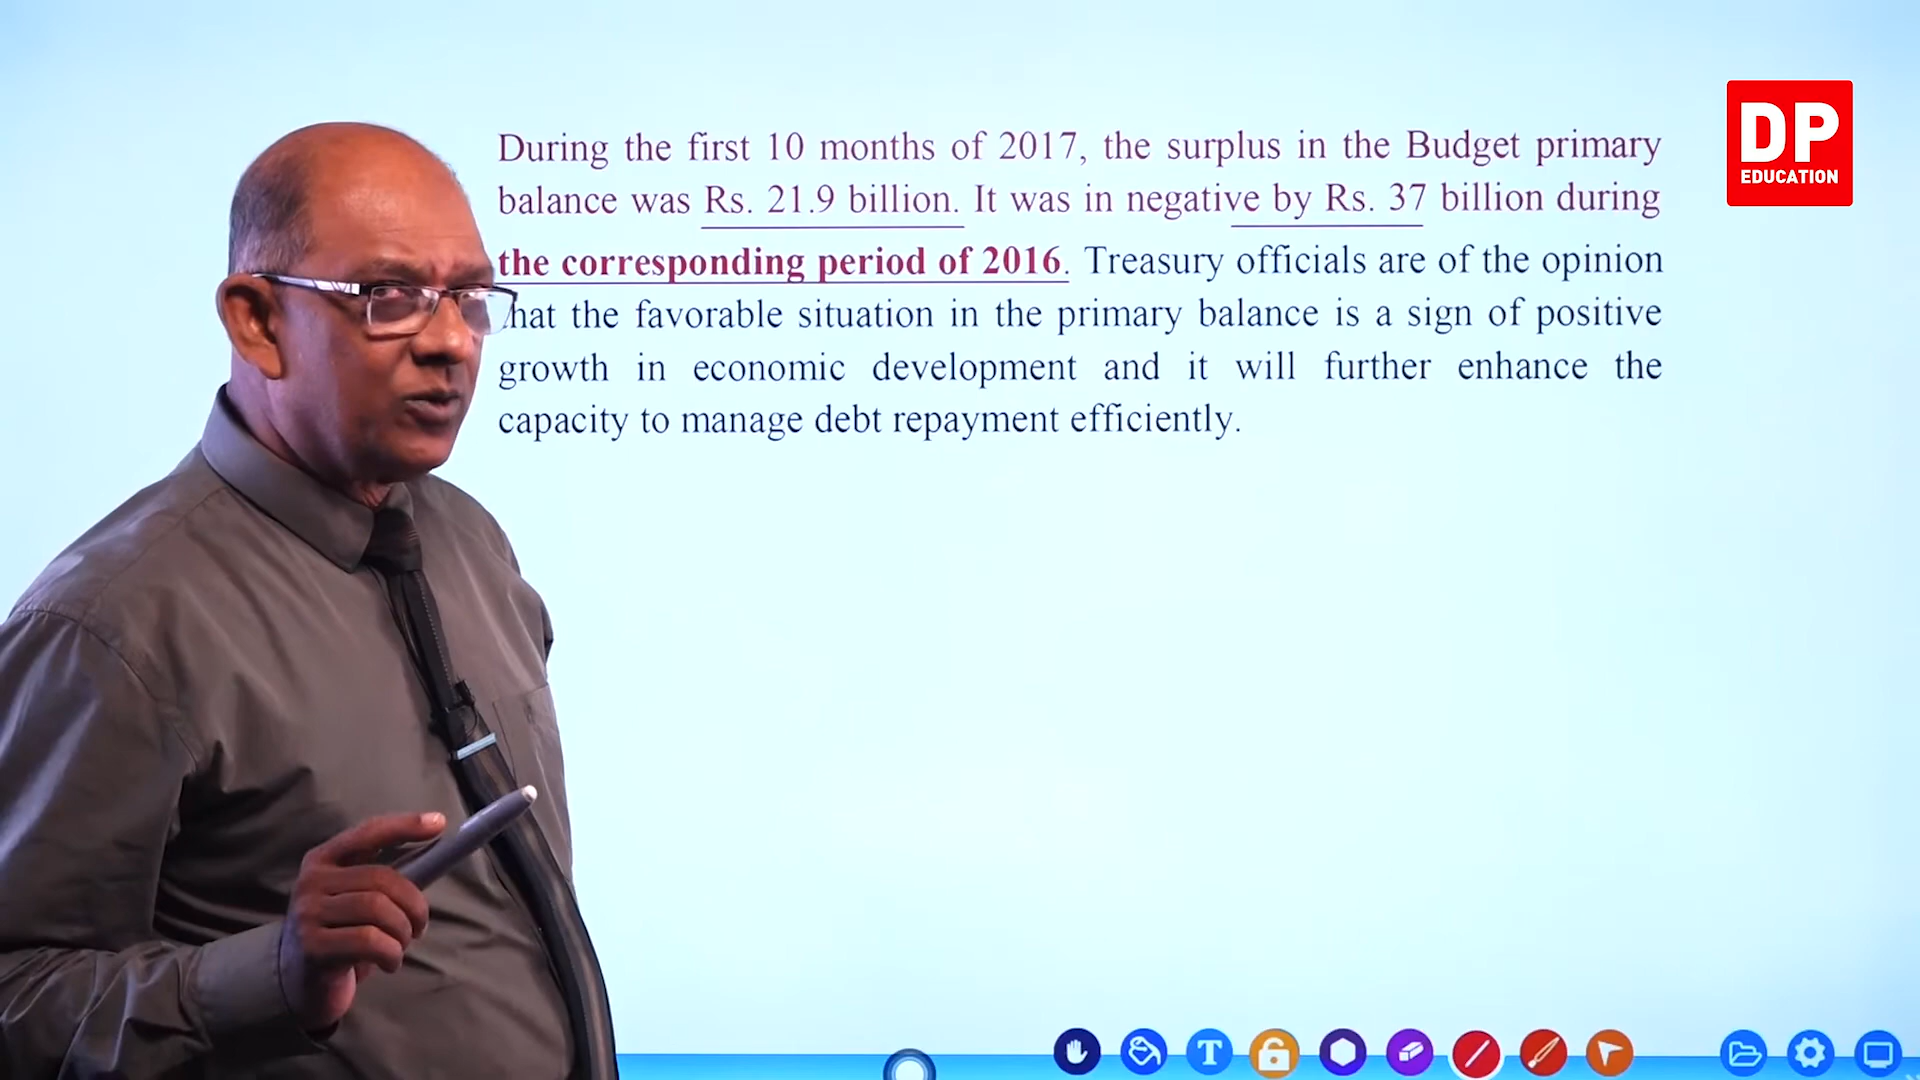 During the first 10 months of 2017, the surplus in the Budget primary
balance was Rs. 21.9 billion. It was in negative by Rs. 37 billion during
the corresponding period of 2016. Treasury officials are of the opinion
hat the favorable situation in the primary balance is a sign of positive
growth in economic development and it will further enhance the
capacity to manage debt repayment efficiently.
DP
EDUCATION
T